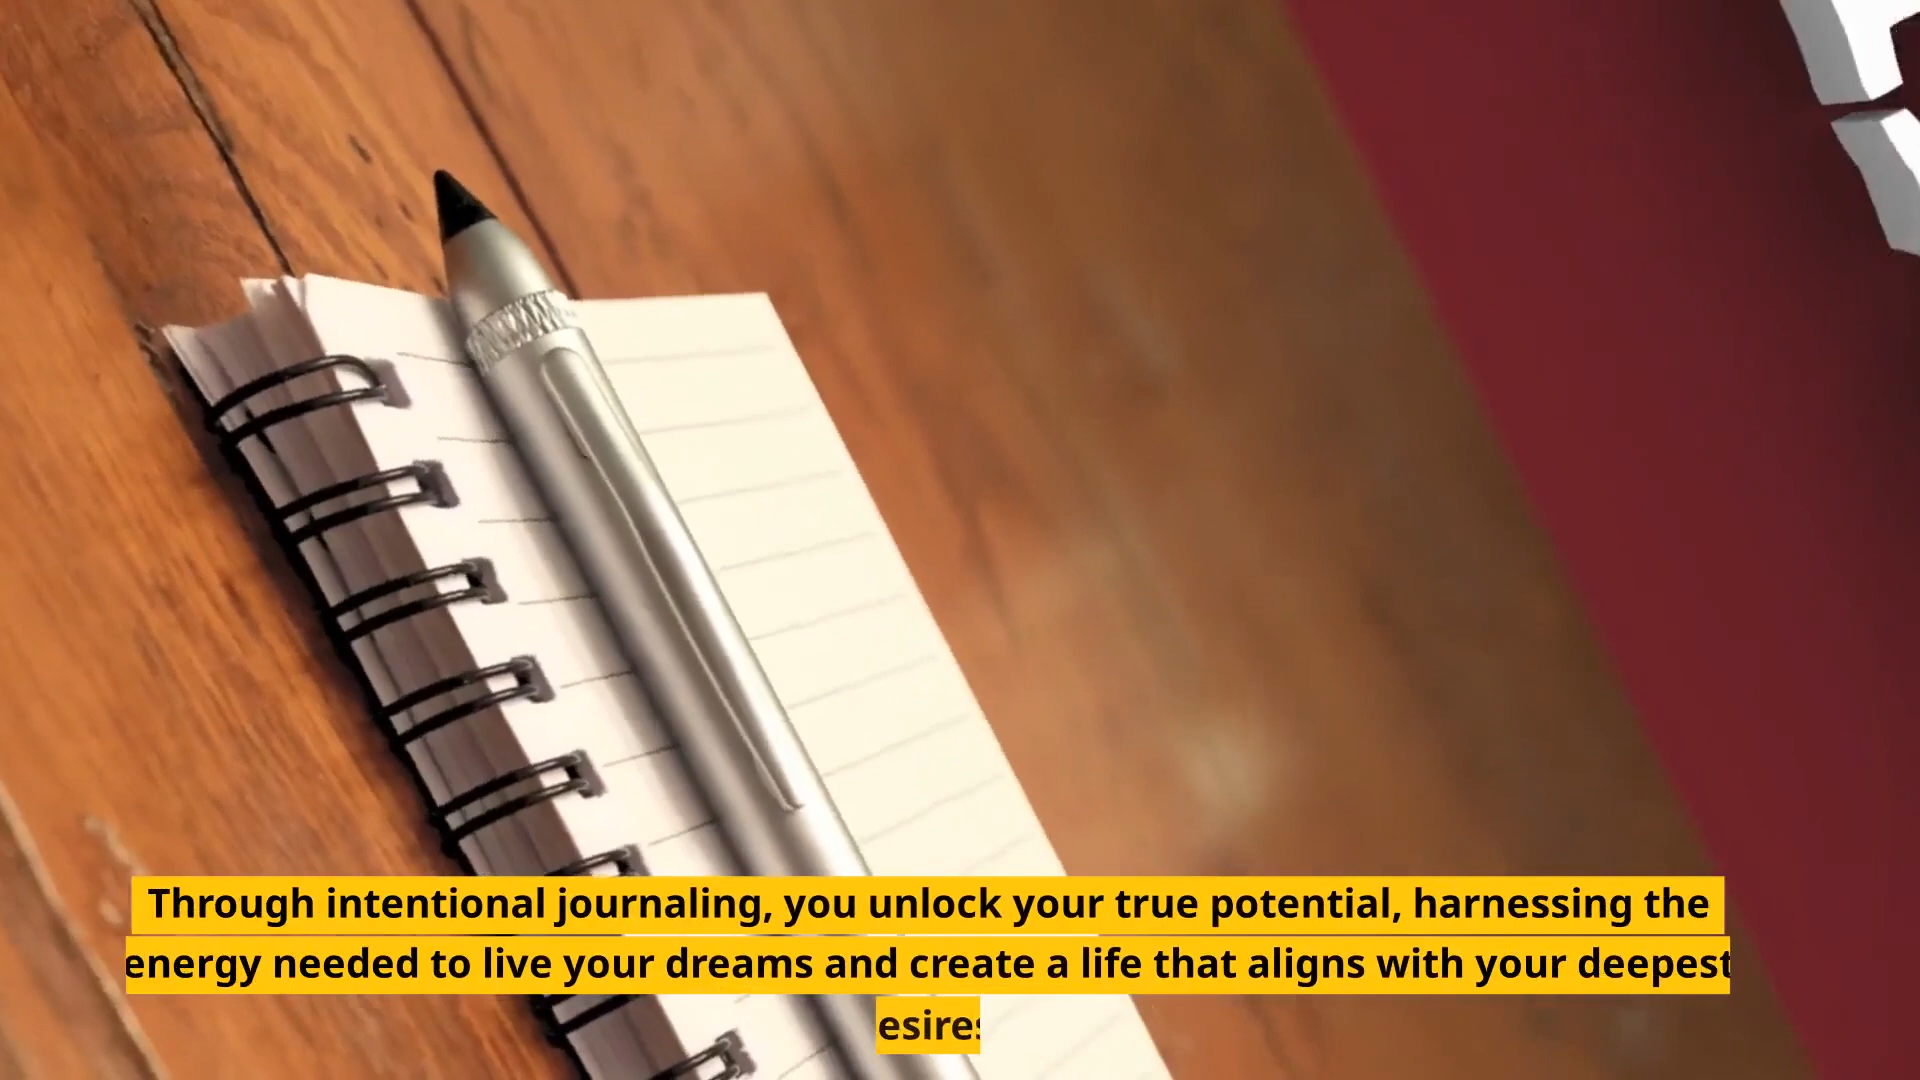 Through intentional journaling, you unlock your true potential, harnessing the
energy needed to live your dreams and create a life that aligns with your deepest
esires